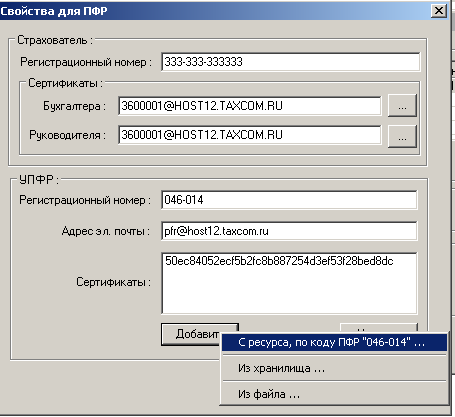 Свойства для ПФР
Страхователь :
Регистрационный номер : 333-333-333333
Сертификаты :
Бухгалтера : 3600001@HOST12.TAXCOM.RU ...
Руководителя : 3600001@HOST12.TAXCOM.RU ...
УПФР :
Регистрационный номер : 046-014
Адрес эл. почты : pfr@host12.taxcom.ru
50ec84052ecf5b2fc8b887254d3ef53f28bed8dc
Сертификаты :
Добавит
С ресурса, по коду ПФР "046-014" ...
Из хранилища ...
Из файла ...